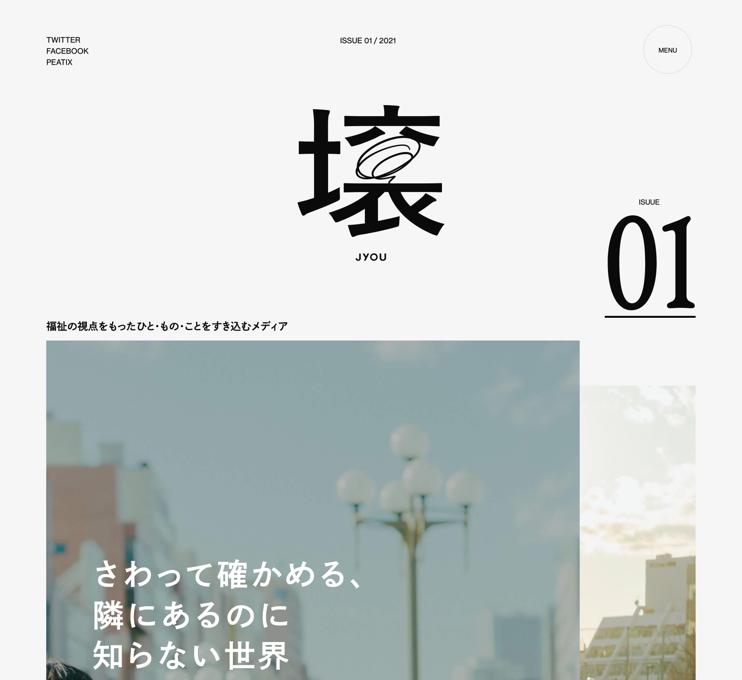 TWITTER
FACEBOOK
PEATIX
ISSUE 01 / 2021
MENU
壌
JYOU
ISUUE
01
福祉の視点をもったひと・もの・ことをすき込むメディア
さわって確かめる、
隣にあるのに
知らない世界